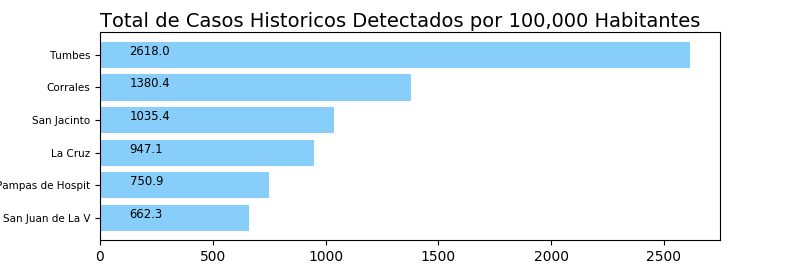 Total de Casos Historicos Detectados por 100,000 Habitantes
Tumbes 2618.0
Corrales 1380.4
San Jacinto 1035.4
La Cruz 947.1
Pampas de Hospit 750.9
San Juan de La V 662.3
0 500 1000 1500 2000 2500